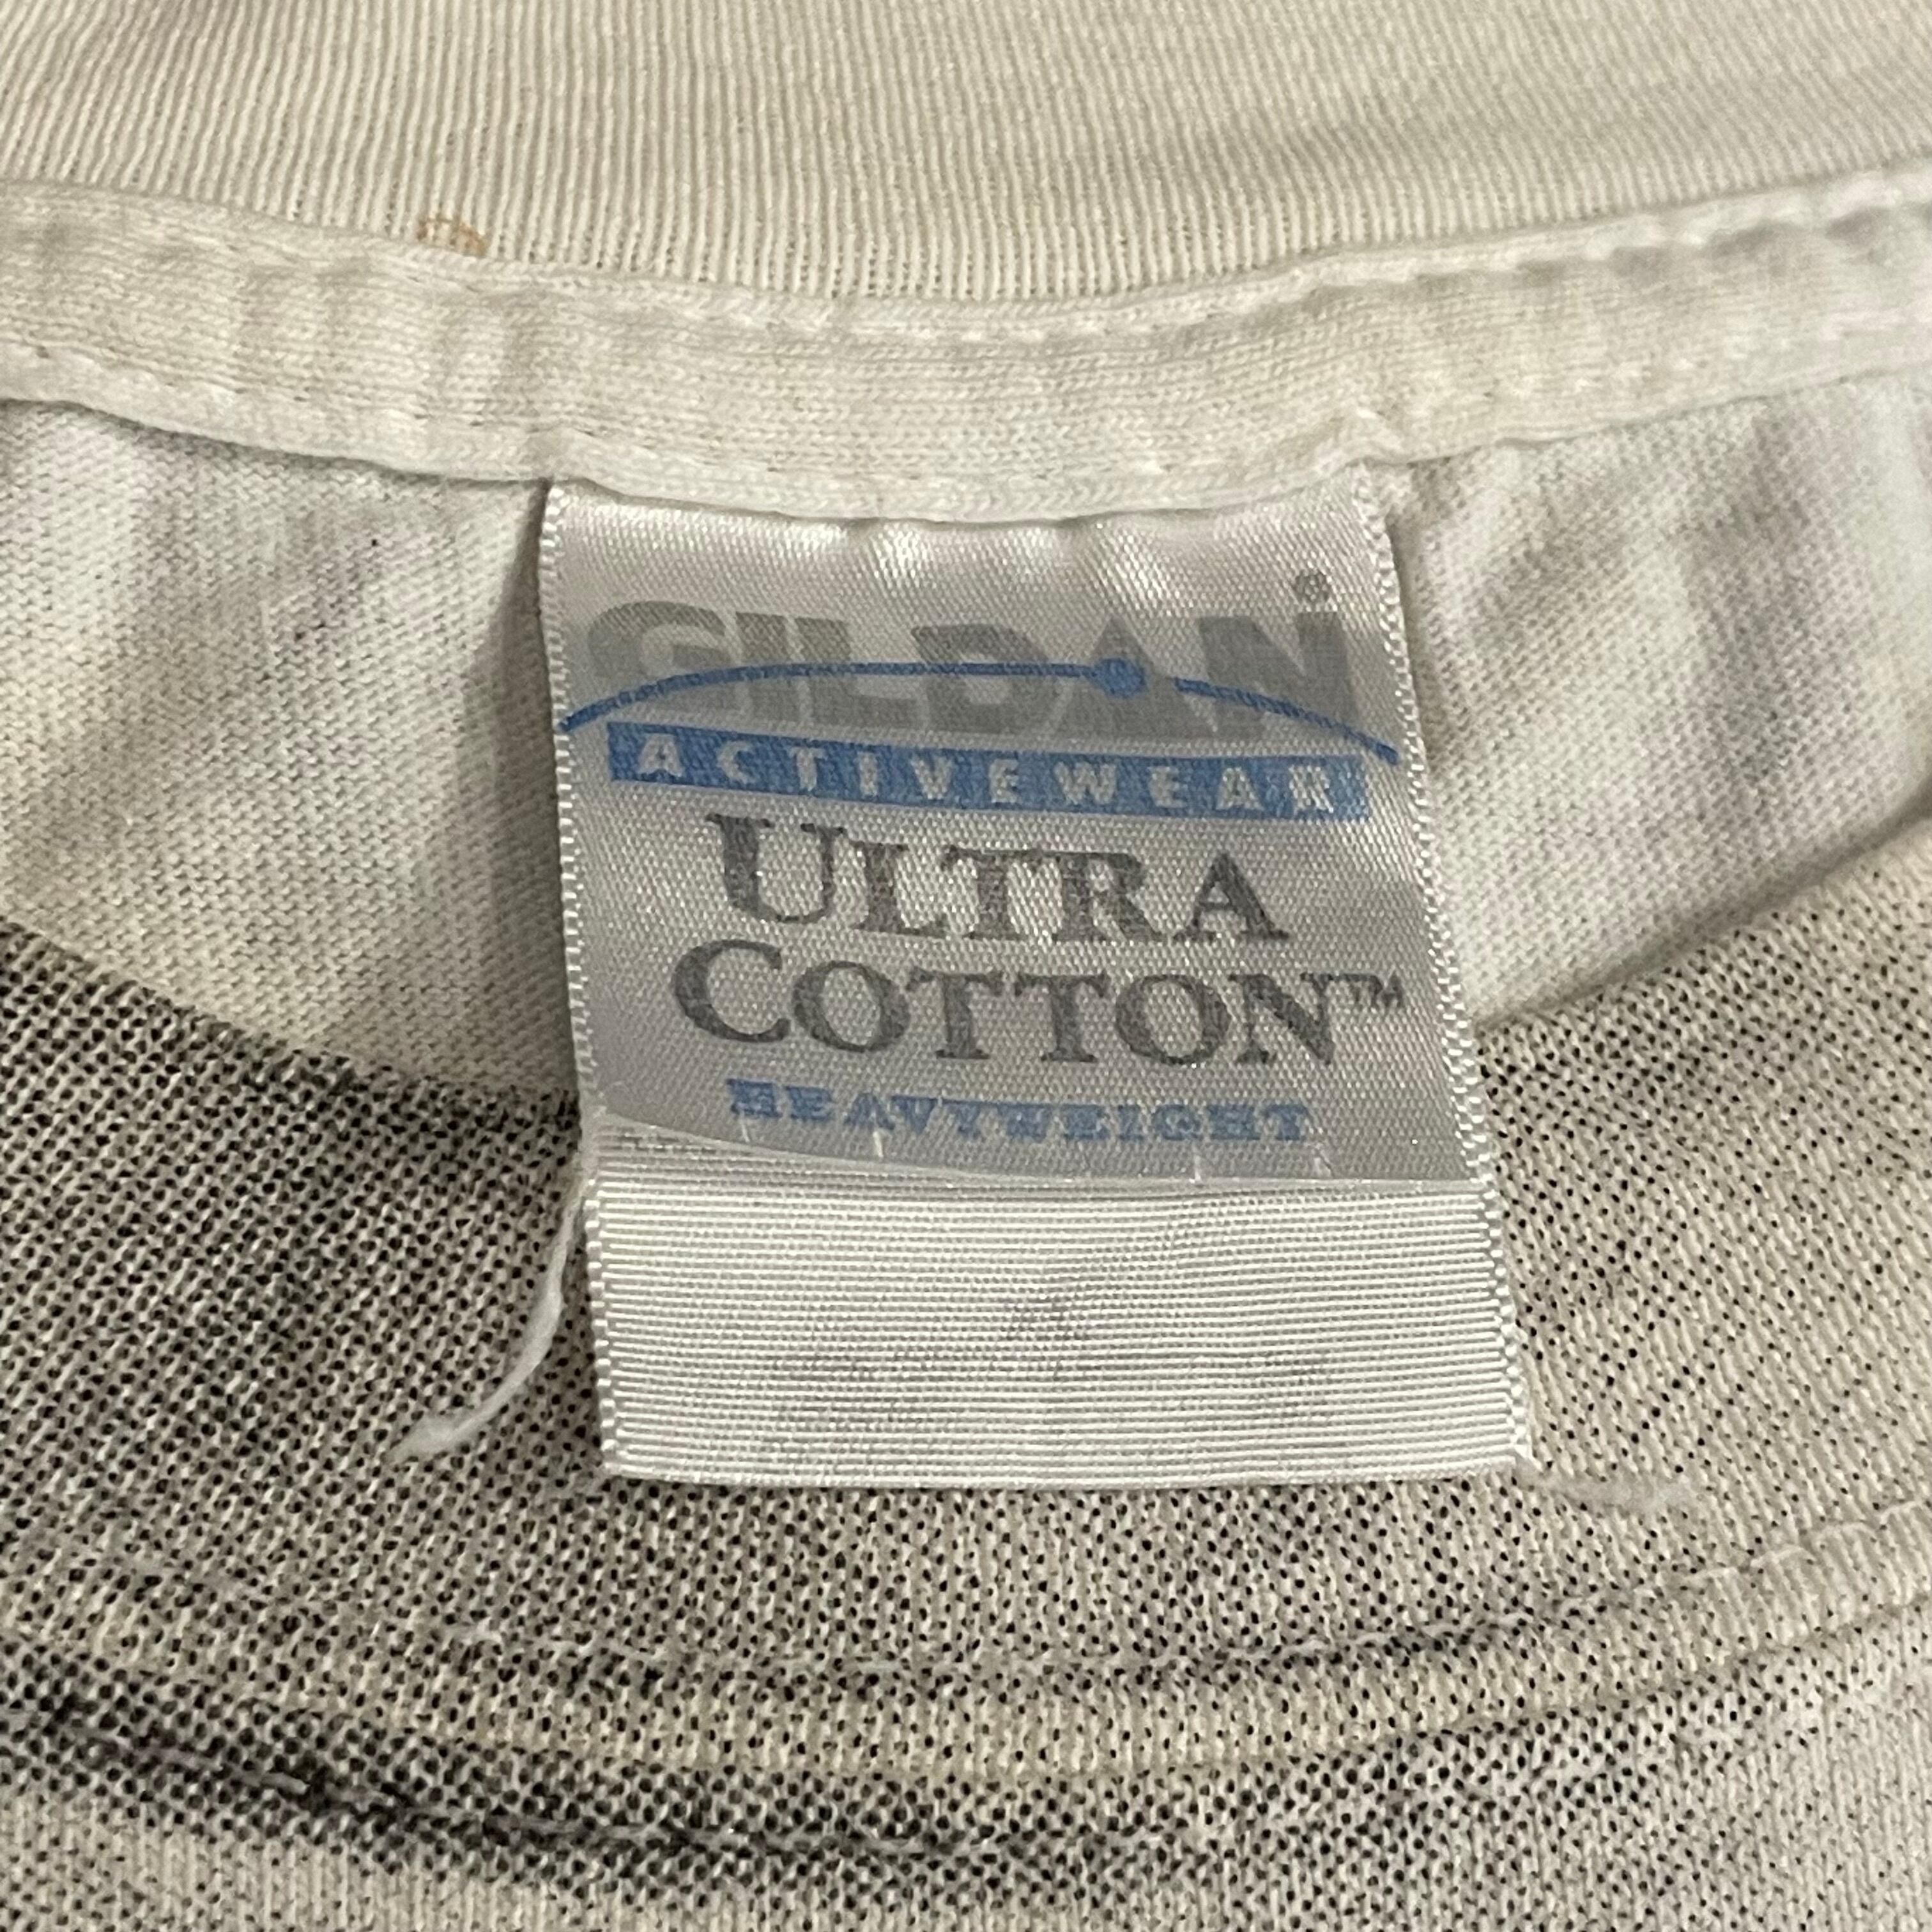 GILDAN®
ACTIVEWEAR
ULTRA
COTTON™
HEAVYWEIGHT